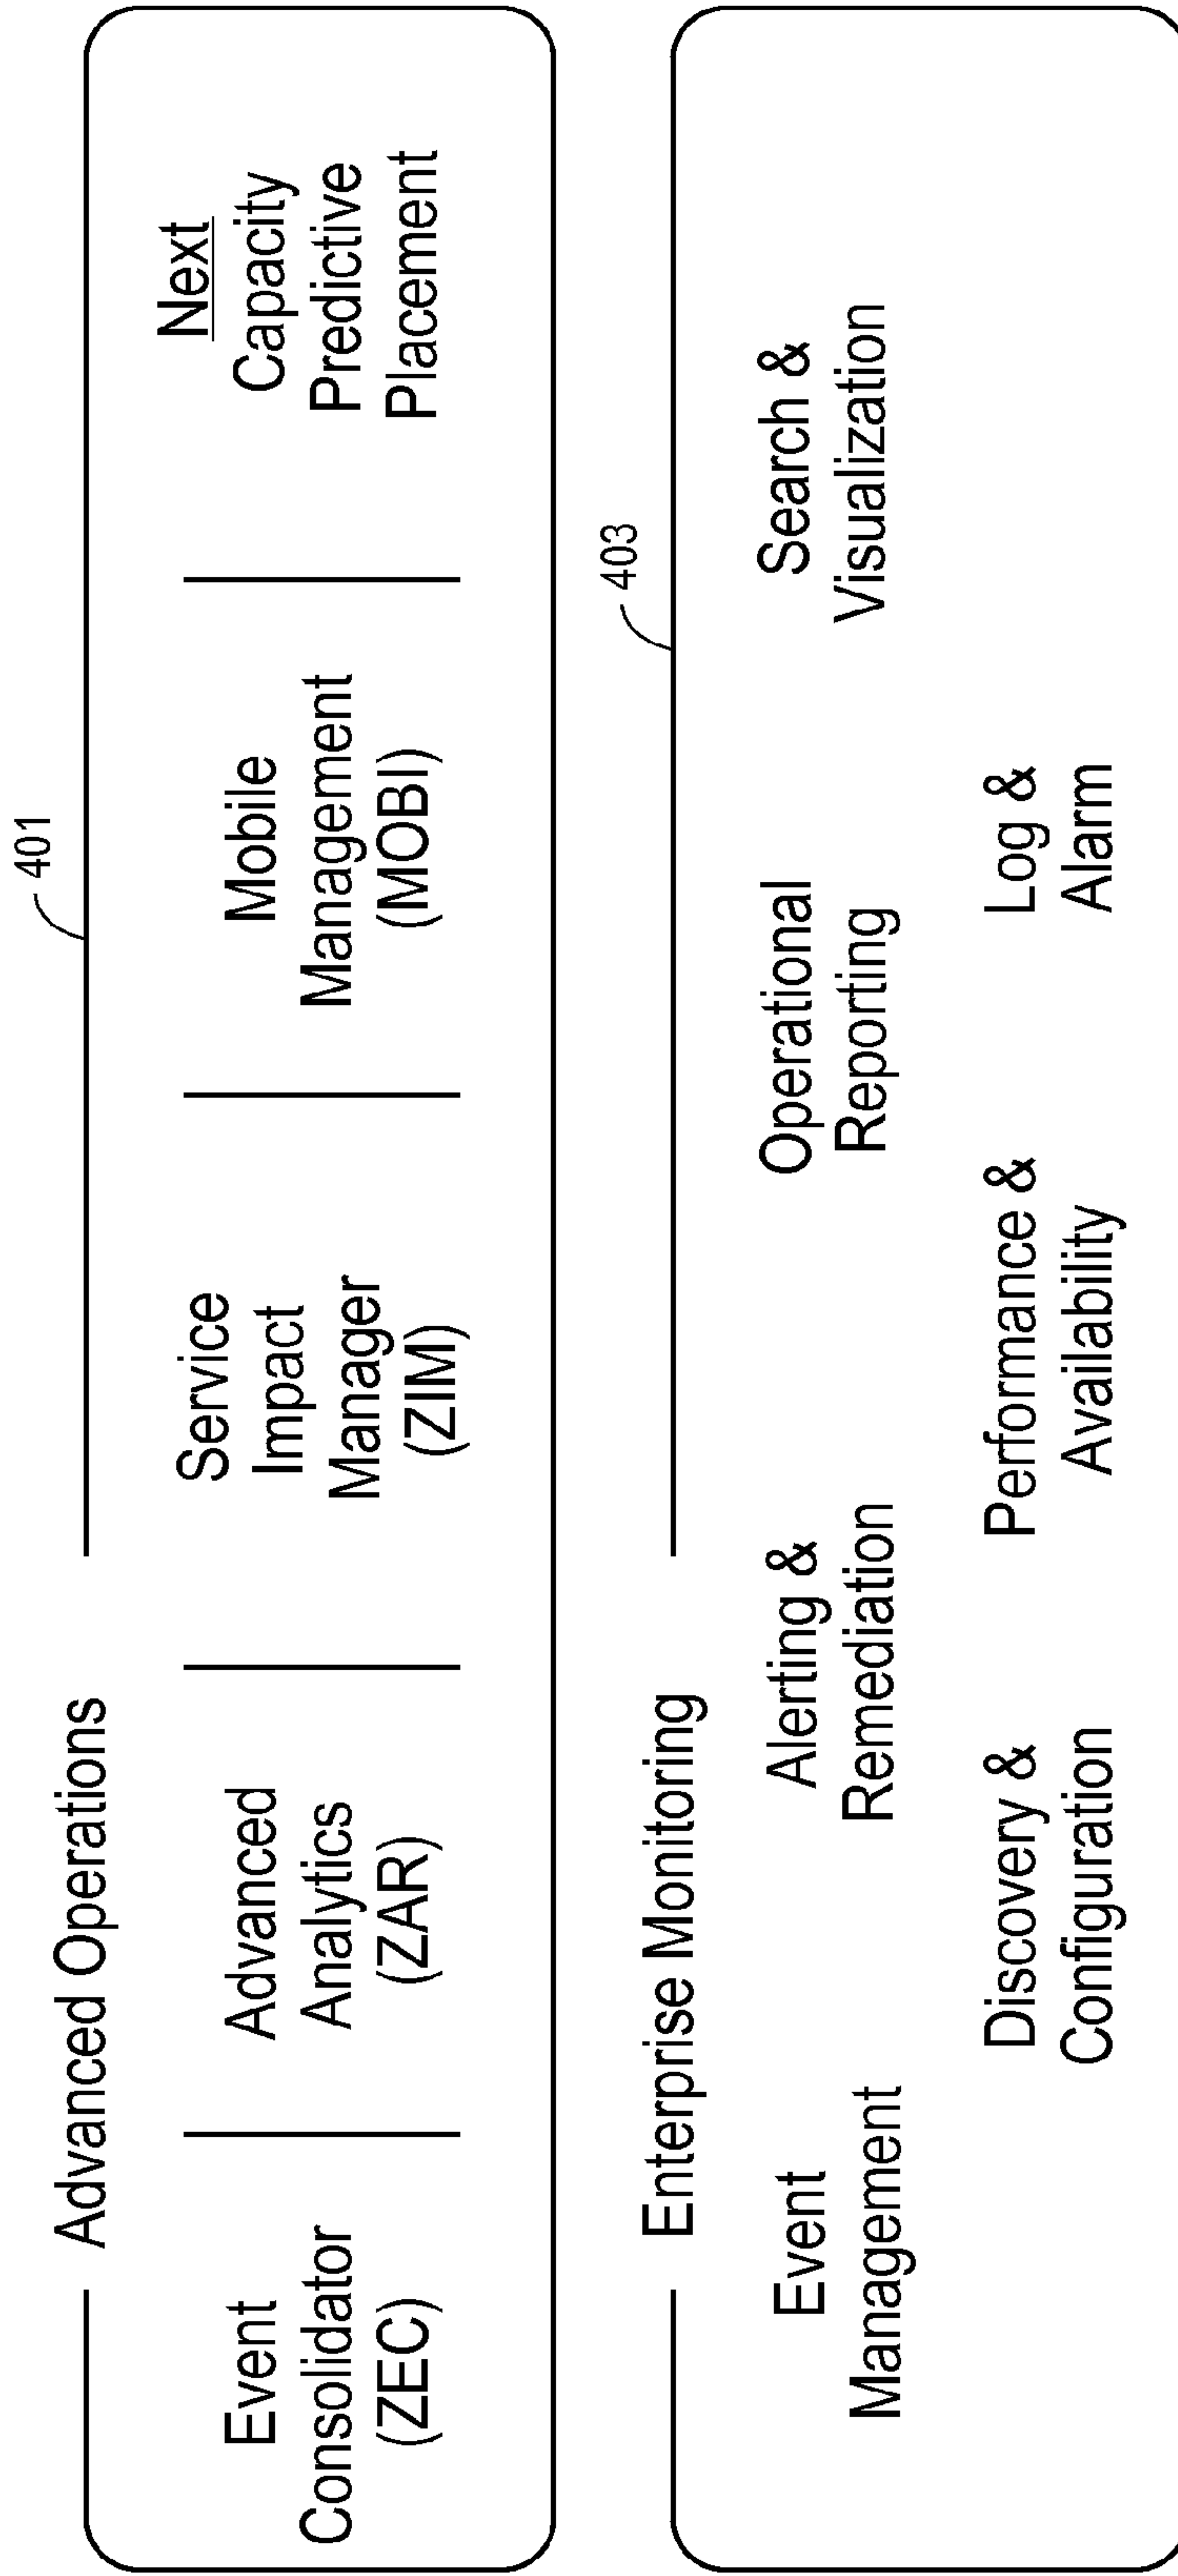 401
Advanced Operations
Event
Consolidator
(ZEC)
Advanced
Analytics
(ZAR)
Service
Impact
Manager
(ZIM)
Mobile
Management
(MOBI)
Next
Capacity
Predictive
Placement
403
Enterprise Monitoring
Event
Management
Alerting &
Remediation
Operational
Reporting
Search &
Visualization
Discovery &
Configuration
Performance &
Availability
Log &
Alarm